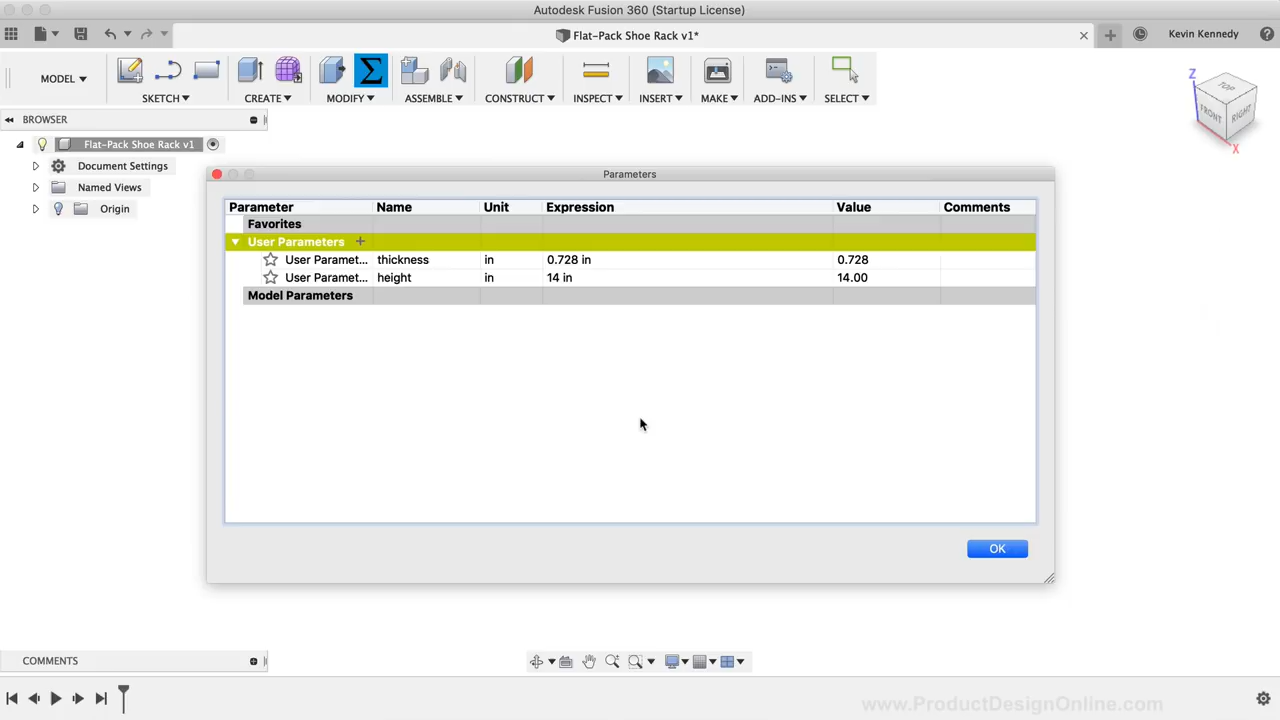 Autodesk Fusion 360 (Startup License)
Flat-Pack Shoe Rack v1*
Kevin Kennedy
MODEL
SKETCH
CREATE
MODIFY
ASSEMBLE
CONSTRUCT
INSPECT
INSERT
MAKE
ADD-INS
SELECT
Z
TOP
FRONT
RIGHT
X
BROWSER
Flat-Pack Shoe Rack v1
Document Settings
Named Views
Origin
Parameters
Parameter Name Unit Expression Value Comments
Favorites
User Parameters
User Paramet... thickness in 0.728 in 0.728
User Paramet... height in 14 in 14.00
Model Parameters
OK
COMMENTS
www.ProductDesignOnline.com